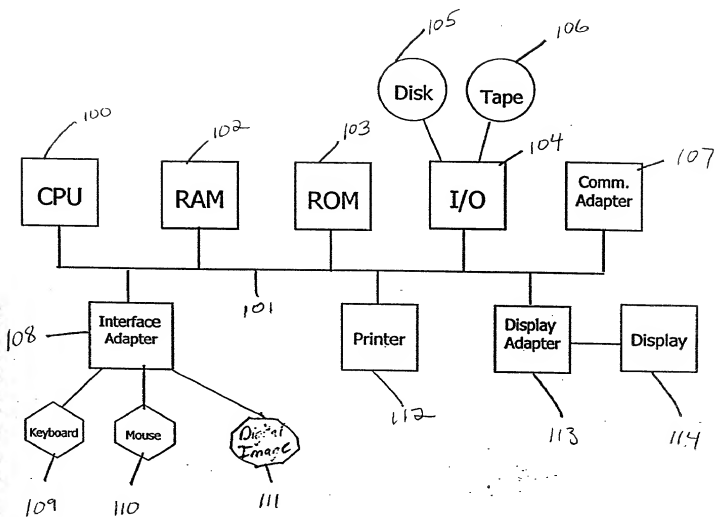 105
106
Disk
Tape
100
102
103
104
107
CPU
RAM
ROM
I/O
Comm.
Adapter
101
108
Interface
Adapter
Printer
Display
Adapter
Display
112
113
114
Keyboard
Mouse
Digital
Image
109
110
111